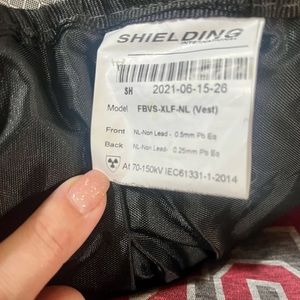 SHIELDING
INTERNATIONAL
SH 2021-06-15-26
Model FBVS-XLF-NL (Vest)
Front NL-Non Lead - 0.5mm Pb Eq
Back NL-Non Lead - 0.25mm Pb Eq
At 70-150kV IEC61331-1-2014